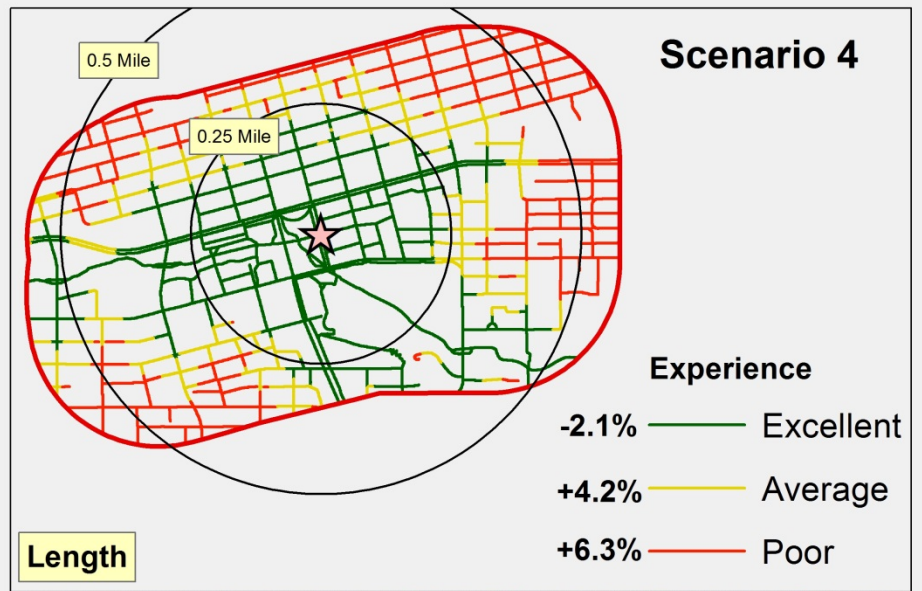 Scenario 4
0.5 Mile
0.25 Mile
Experience
-2.1% Excellent
+4.2% Average
+6.3% Poor
Length